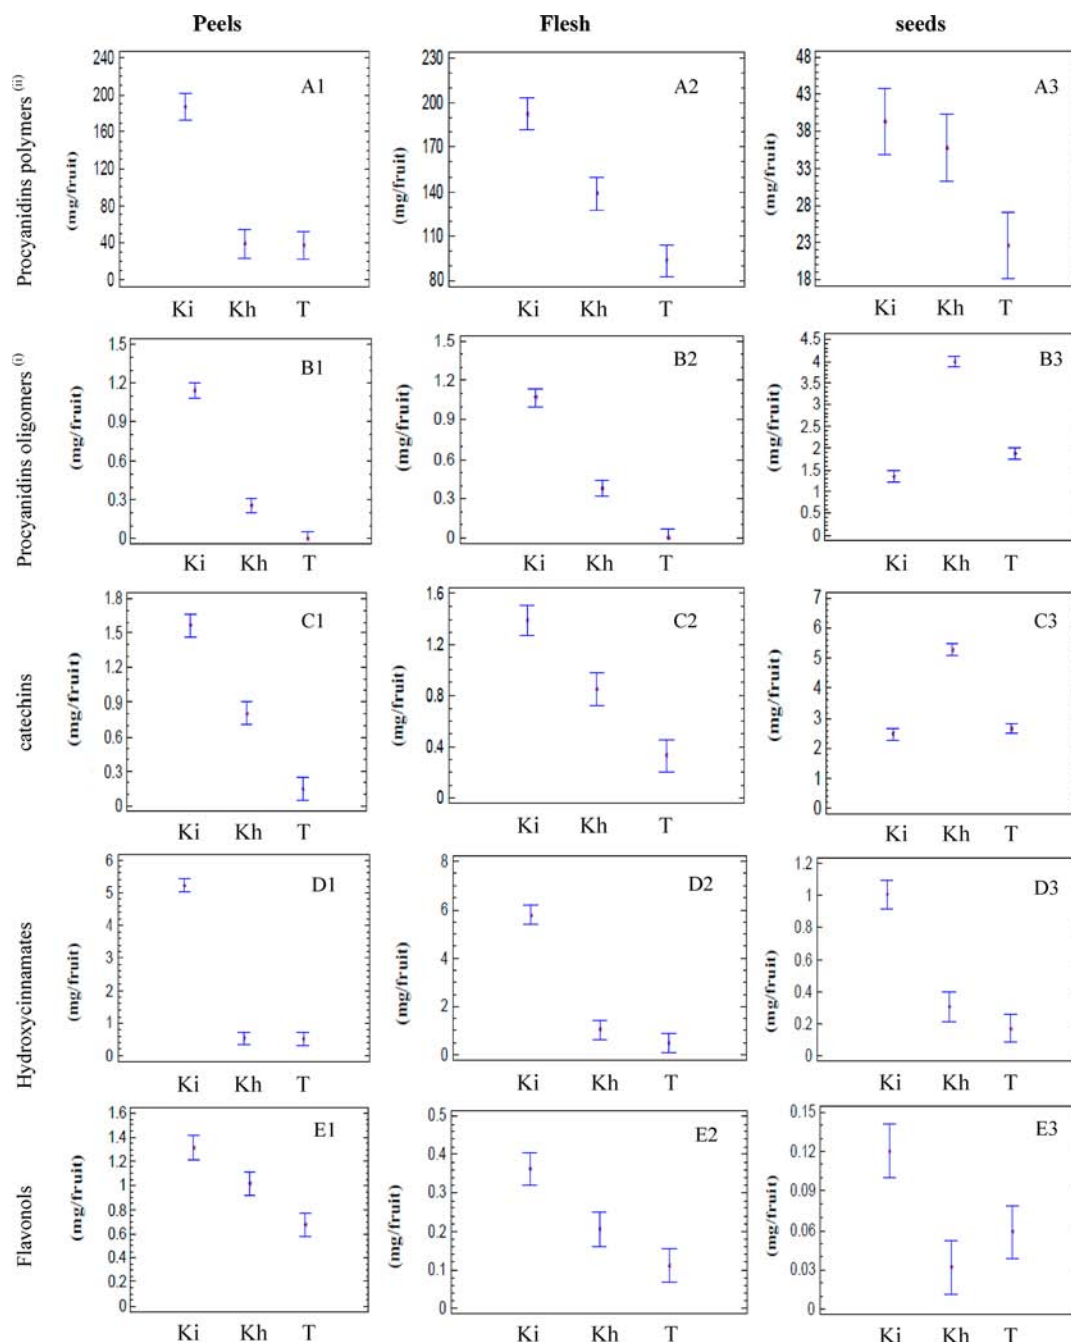 Peels Flesh seeds
Procyanidins polymers (ii)
(mg/fruit) 240 200 160 120 80 40 0 A1 Ki Kh T
(mg/fruit) 230 200 170 140 110 80 A2 Ki Kh T
(mg/fruit) 48 43 38 33 28 23 18 A3 Ki Kh T
Procyanidins oligomers (i)
(mg/fruit) 1.5 1.2 0.9 0.6 0.3 0 B1 Ki Kh T
(mg/fruit) 1.5 1.2 0.9 0.6 0.3 0 B2 Ki Kh T
(mg/fruit) 4.5 4 3.5 3 2.5 2 1.5 1 0.5 0 B3 Ki Kh T
catechins
(mg/fruit) 1.8 1.5 1.2 0.9 0.6 0.3 0 C1 Ki Kh T
(mg/fruit) 1.6 1.2 0.8 0.4 0 C2 Ki Kh T
(mg/fruit) 7 6 5 4 3 2 1 0 C3 Ki Kh T
Hydroxycinnamates
(mg/fruit) 6 5 4 3 2 1 0 D1 Ki Kh T
(mg/fruit) 8 6 4 2 0 D2 Ki Kh T
(mg/fruit) 1.2 1 0.8 0.6 0.4 0.2 0 D3 Ki Kh T
Flavonols
(mg/fruit) 1.6 1.4 1.2 1 0.8 0.6 0.4 0.2 0 E1 Ki Kh T
(mg/fruit) 0.5 0.4 0.3 0.2 0.1 0 E2 Ki Kh T
(mg/fruit) 0.15 0.12 0.09 0.06 0.03 0 E3 Ki Kh T